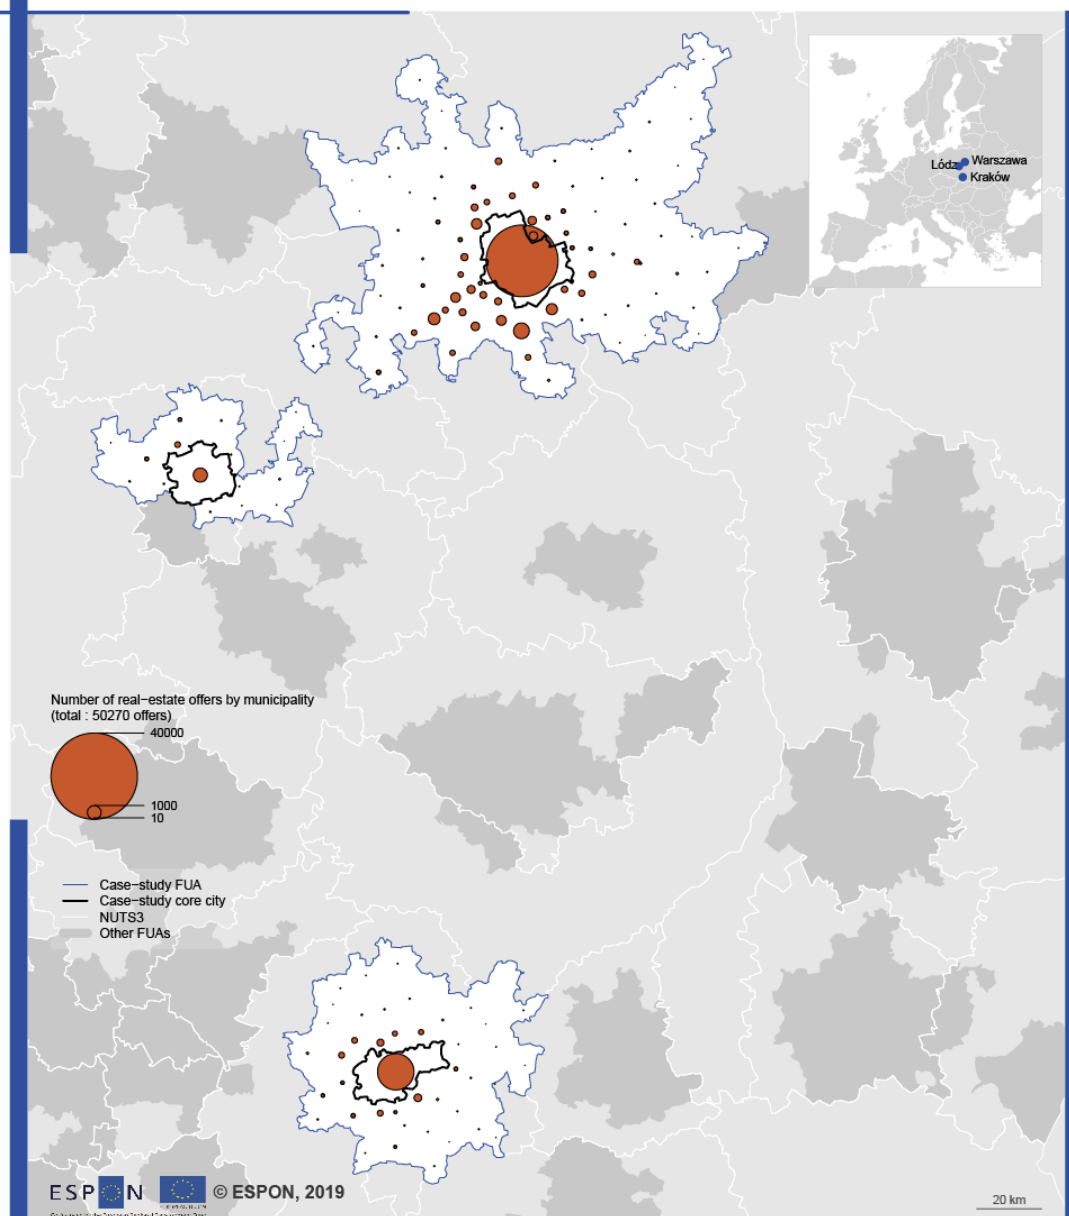 Lódz
Warszawa
Kraków
Number of real−estate offers by municipality
(total : 50270 offers)
40000
1000
10
Case−study FUA
Case−study core city
NUTS3
Other FUAs
ESPON
© ESPON, 2019
20 km